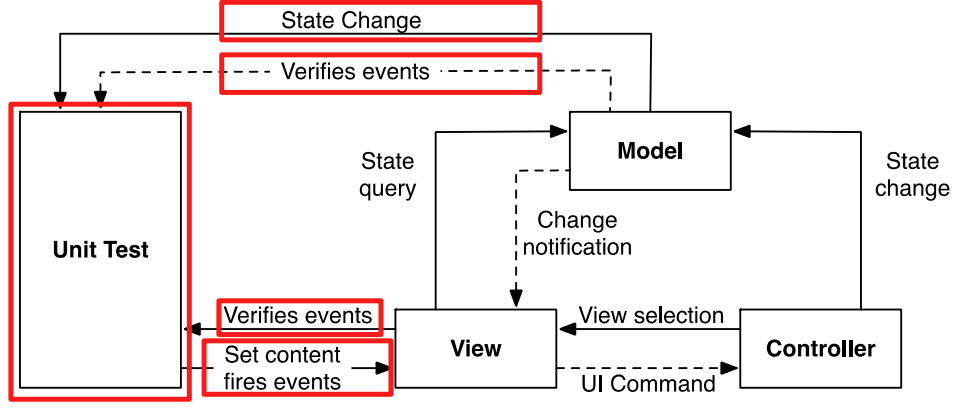 State Change
Verifies events
Model
State
query
State
change
Change
notification
Unit Test
Verifies events
View selection
Set content
fires events
View
Controller
UI Command